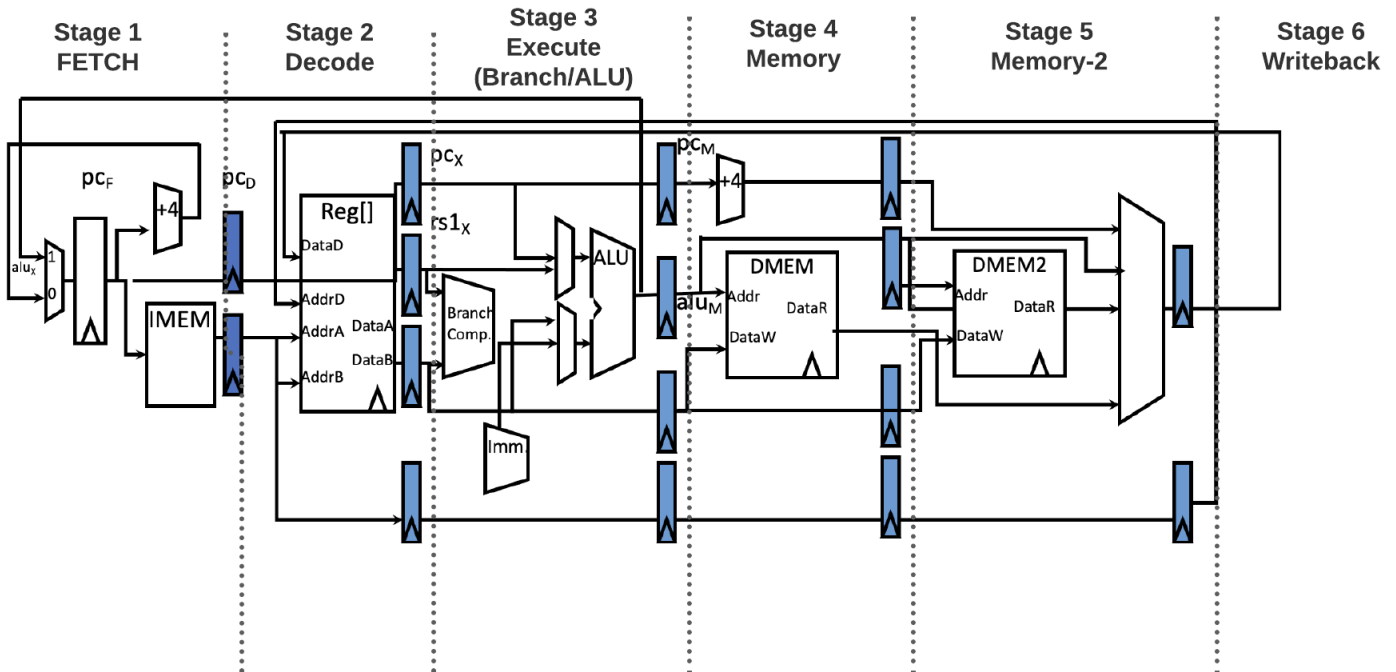 Stage 1
FETCH
Stage 2
Decode
Stage 3
Execute
(Branch/ALU)
Stage 4
Memory
Stage 5
Memory-2
Stage 6
Writeback
pcF
pcD
pcX
pcM
+4
+4
1
aluX
0
IMEM
Reg[]
DataD
AddrD
AddrA
DataA
DataB
AddrB
rs1X
Branch
Comp.
Imm.
ALU
aluM
DMEM
Addr
DataR
DataW
DMEM2
Addr
DataR
DataW